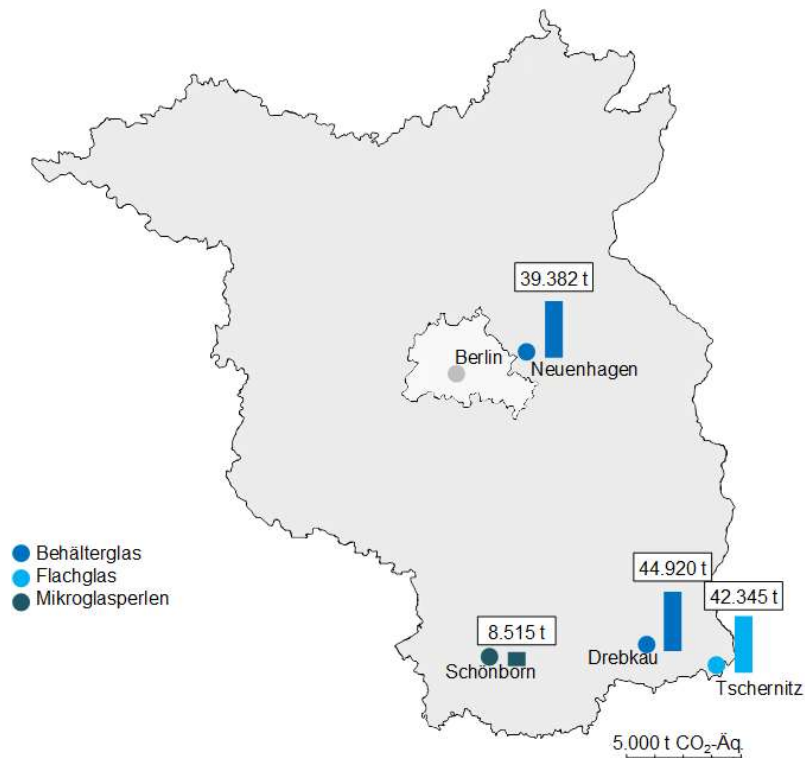 39.382 t
Berlin
Neuenhagen
Behälterglas
Flachglas
Mikroglasperlen
44.920 t
42.345 t
8.515 t
Drebkau
Schönborn
Tschernitz
5.000 t CO₂-Äq.